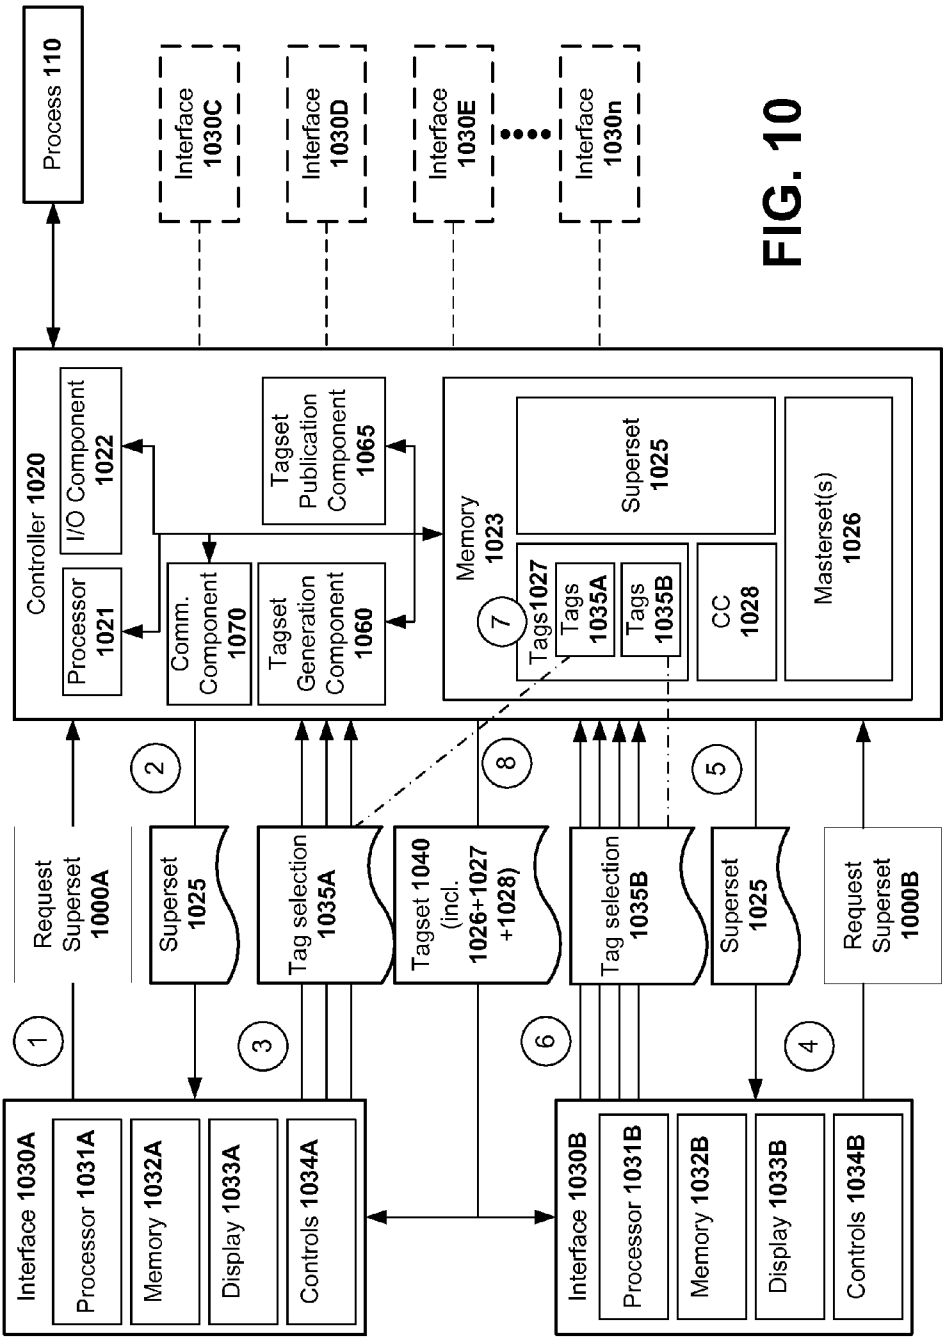 Process 110
Interface
1030C
Interface
1030D
Interface
1030E
Interface
1030n
FIG. 10
Controller 1020
Processor
1021
I/O Component
1022
Comm.
Component
1070
Tagset
Generation
Component
1060
Tagset
Publication
Component
1065
Memory
1023
7
Tags1027
Tags
1035A
Tags
1035B
Superset
1025
CC
1028
Masterset(s)
1026
1
Request
Superset
1000A
2
Superset
1025
3
Tag selection
1035A
8
Tagset 1040
(incl.
1026+1027
+1028)
6
Tag selection
1035B
5
Superset
1025
4
Request
Superset
1000B
Interface 1030A
Processor 1031A
Memory 1032A
Display 1033A
Controls 1034A
Interface 1030B
Processor 1031B
Memory 1032B
Display 1033B
Controls 1034B